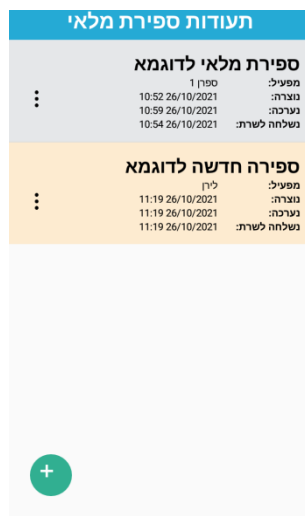 תעודות ספירת מלאי
ספירת מלאי לדוגמא
מפעיל: ספרן 1
נוצרה: 26/10/2021 10:52
נערכה: 26/10/2021 10:59
נשלחה לשרת: 26/10/2021 10:54
ספירה חדשה לדוגמא
מפעיל: לירן
נוצרה: 26/10/2021 11:19
נערכה: 26/10/2021 11:19
נשלחה לשרת: 26/10/2021 11:19
+